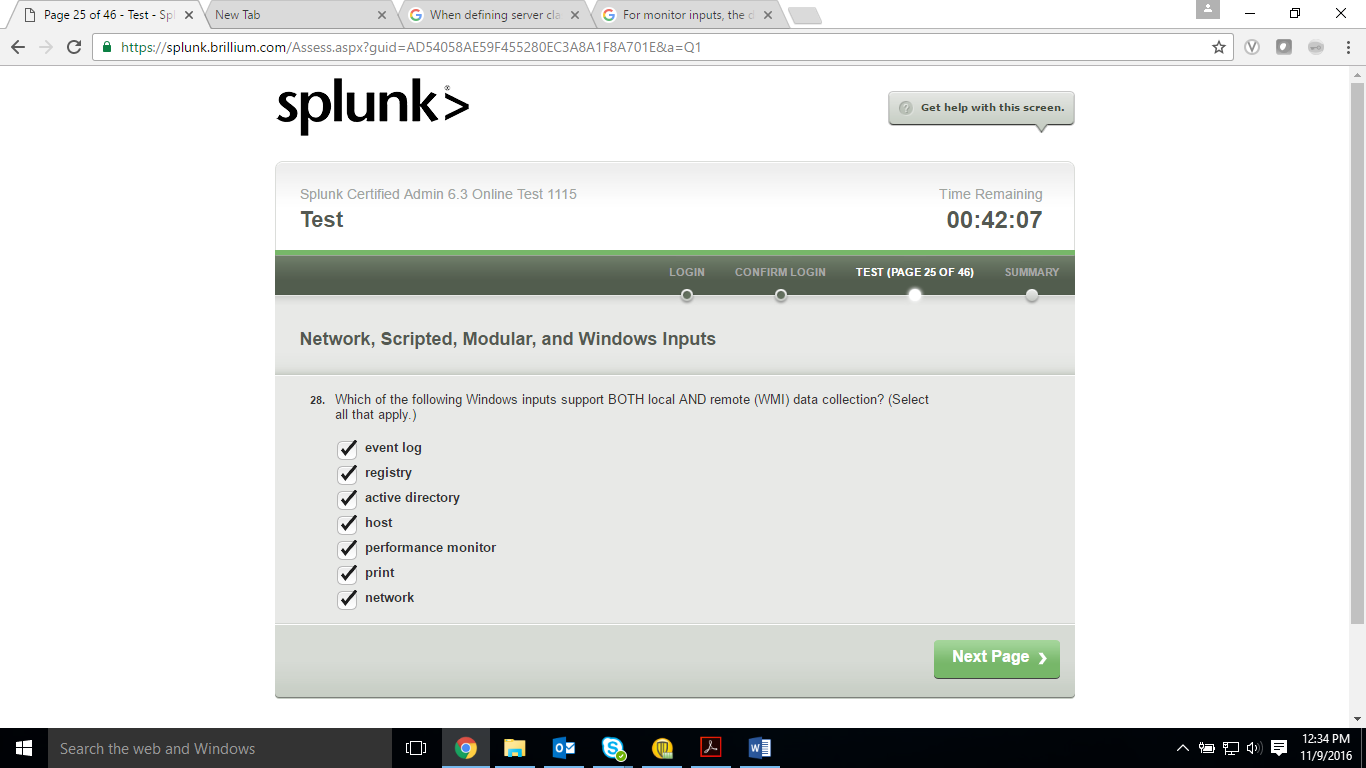 Page 25 of 46 - Test - Spl
New Tab
When defining server cla
For monitor inputs, the d
https://splunk.brillium.com/Assess.aspx?guid=AD54058AE59F455280EC3A8A1F8A701E&a=Q1
splunk>
Get help with this screen.
Splunk Certified Admin 6.3 Online Test 1115
Time Remaining
Test
00:42:07
LOGIN
CONFIRM LOGIN
TEST (PAGE 25 OF 46)
SUMMARY
Network, Scripted, Modular, and Windows Inputs
28. Which of the following Windows inputs support BOTH local AND remote (WMI) data collection? (Select
all that apply.)
event log
registry
active directory
host
performance monitor
print
network
Next Page
Search the web and Windows
12:34 PM
11/9/2016